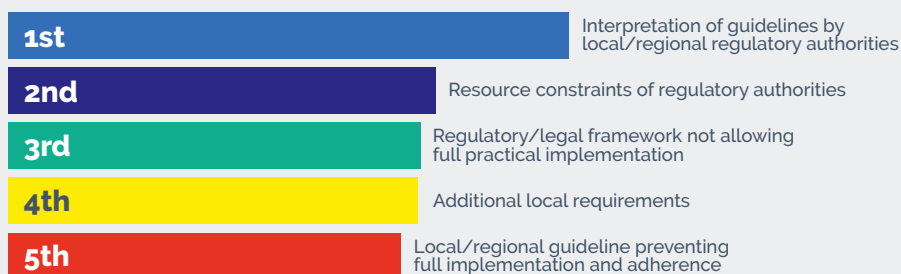 1st
Interpretation of guidelines by
local/regional regulatory authorities
2nd
Resource constraints of regulatory authorities
3rd
Regulatory/legal framework not allowing
full practical implementation
4th
Additional local requirements
5th
Local/regional guideline preventing
full implementation and adherence